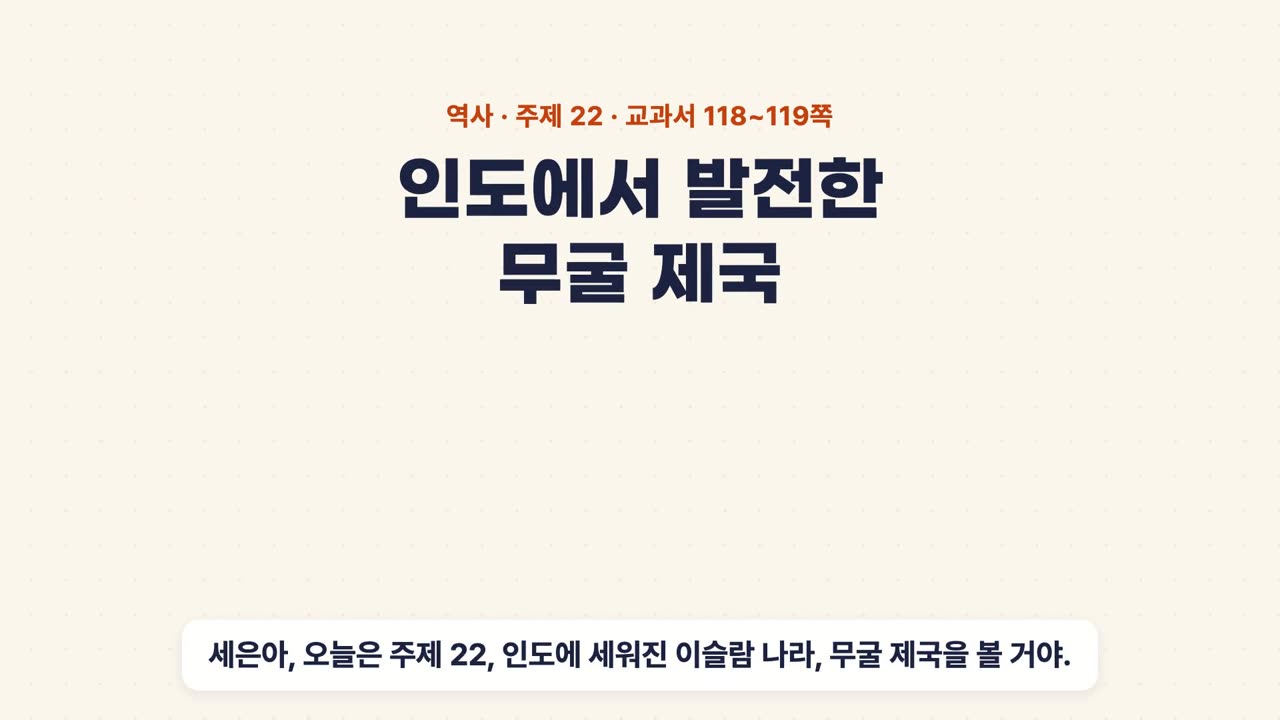 역사 · 주제 22 · 교과서 118~119쪽
인도에서 발전한
무굴 제국
세은아, 오늘은 주제 22, 인도에 세워진 이슬람 나라, 무굴 제국을 볼 거야.